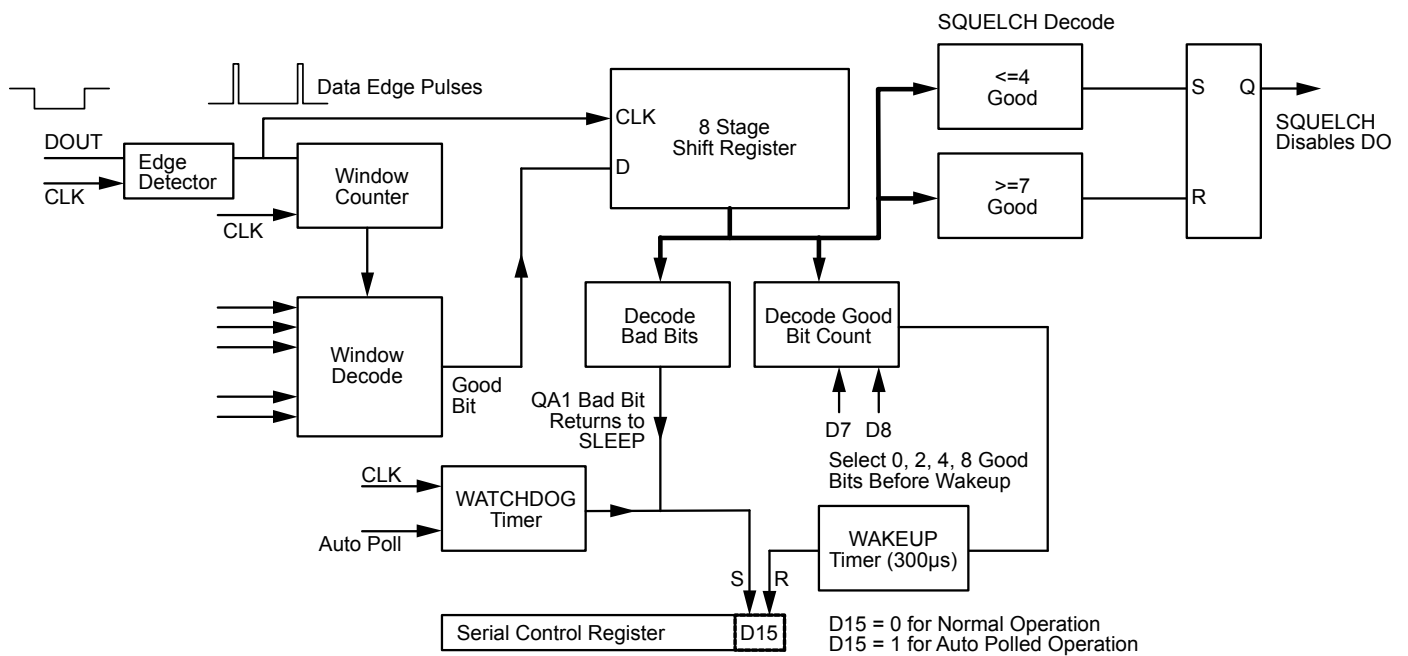 SQUELCH Decode
Data Edge Pulses
<=4
Good
S
Q
SQUELCH
Disables DO
CLK
8 Stage
Shift Register
D
DOUT
Edge
Detector
CLK
Window
Counter
CLK
>=7
Good
R
Window
Decode
Good
Bit
Decode
Bad Bits
Decode Good
Bit Count
QA1 Bad Bit
Returns to
SLEEP
D7 D8
Select 0, 2, 4, 8 Good
Bits Before Wakeup
CLK
Auto Poll
WATCHDOG
Timer
WAKEUP
Timer (300µs)
S
R
Serial Control Register
D15
D15 = 0 for Normal Operation
D15 = 1 for Auto Polled Operation